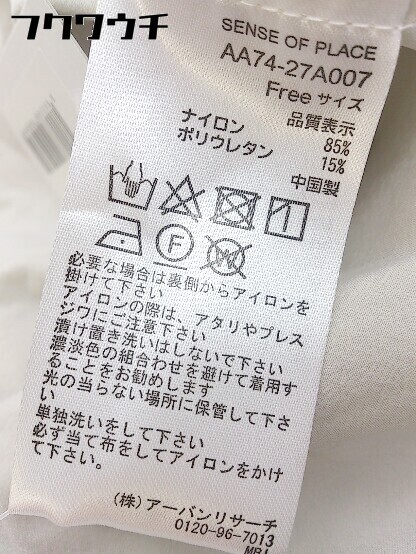 フクワウチ
SENSE OF PLACE
AA74-27A007
Free サイズ
品質表示
ナイロン 85%
ポリウレタン 15%
中国製
F
W
必要な場合は裏側からアイロンを
掛けて下さい
アイロンの際は、アタリやプレス
ジワにご注意下さい
漬け置き洗いはしないで下さい
濃淡色の組合わせを避けて着用す
ることをお勧めします
光の当らない場所に保管して下さ
い
単独洗いをして下さい
必ず当て布をしてアイロンをかけ
て下さい。
(株)アーバンリサーチ
0120-96-7013